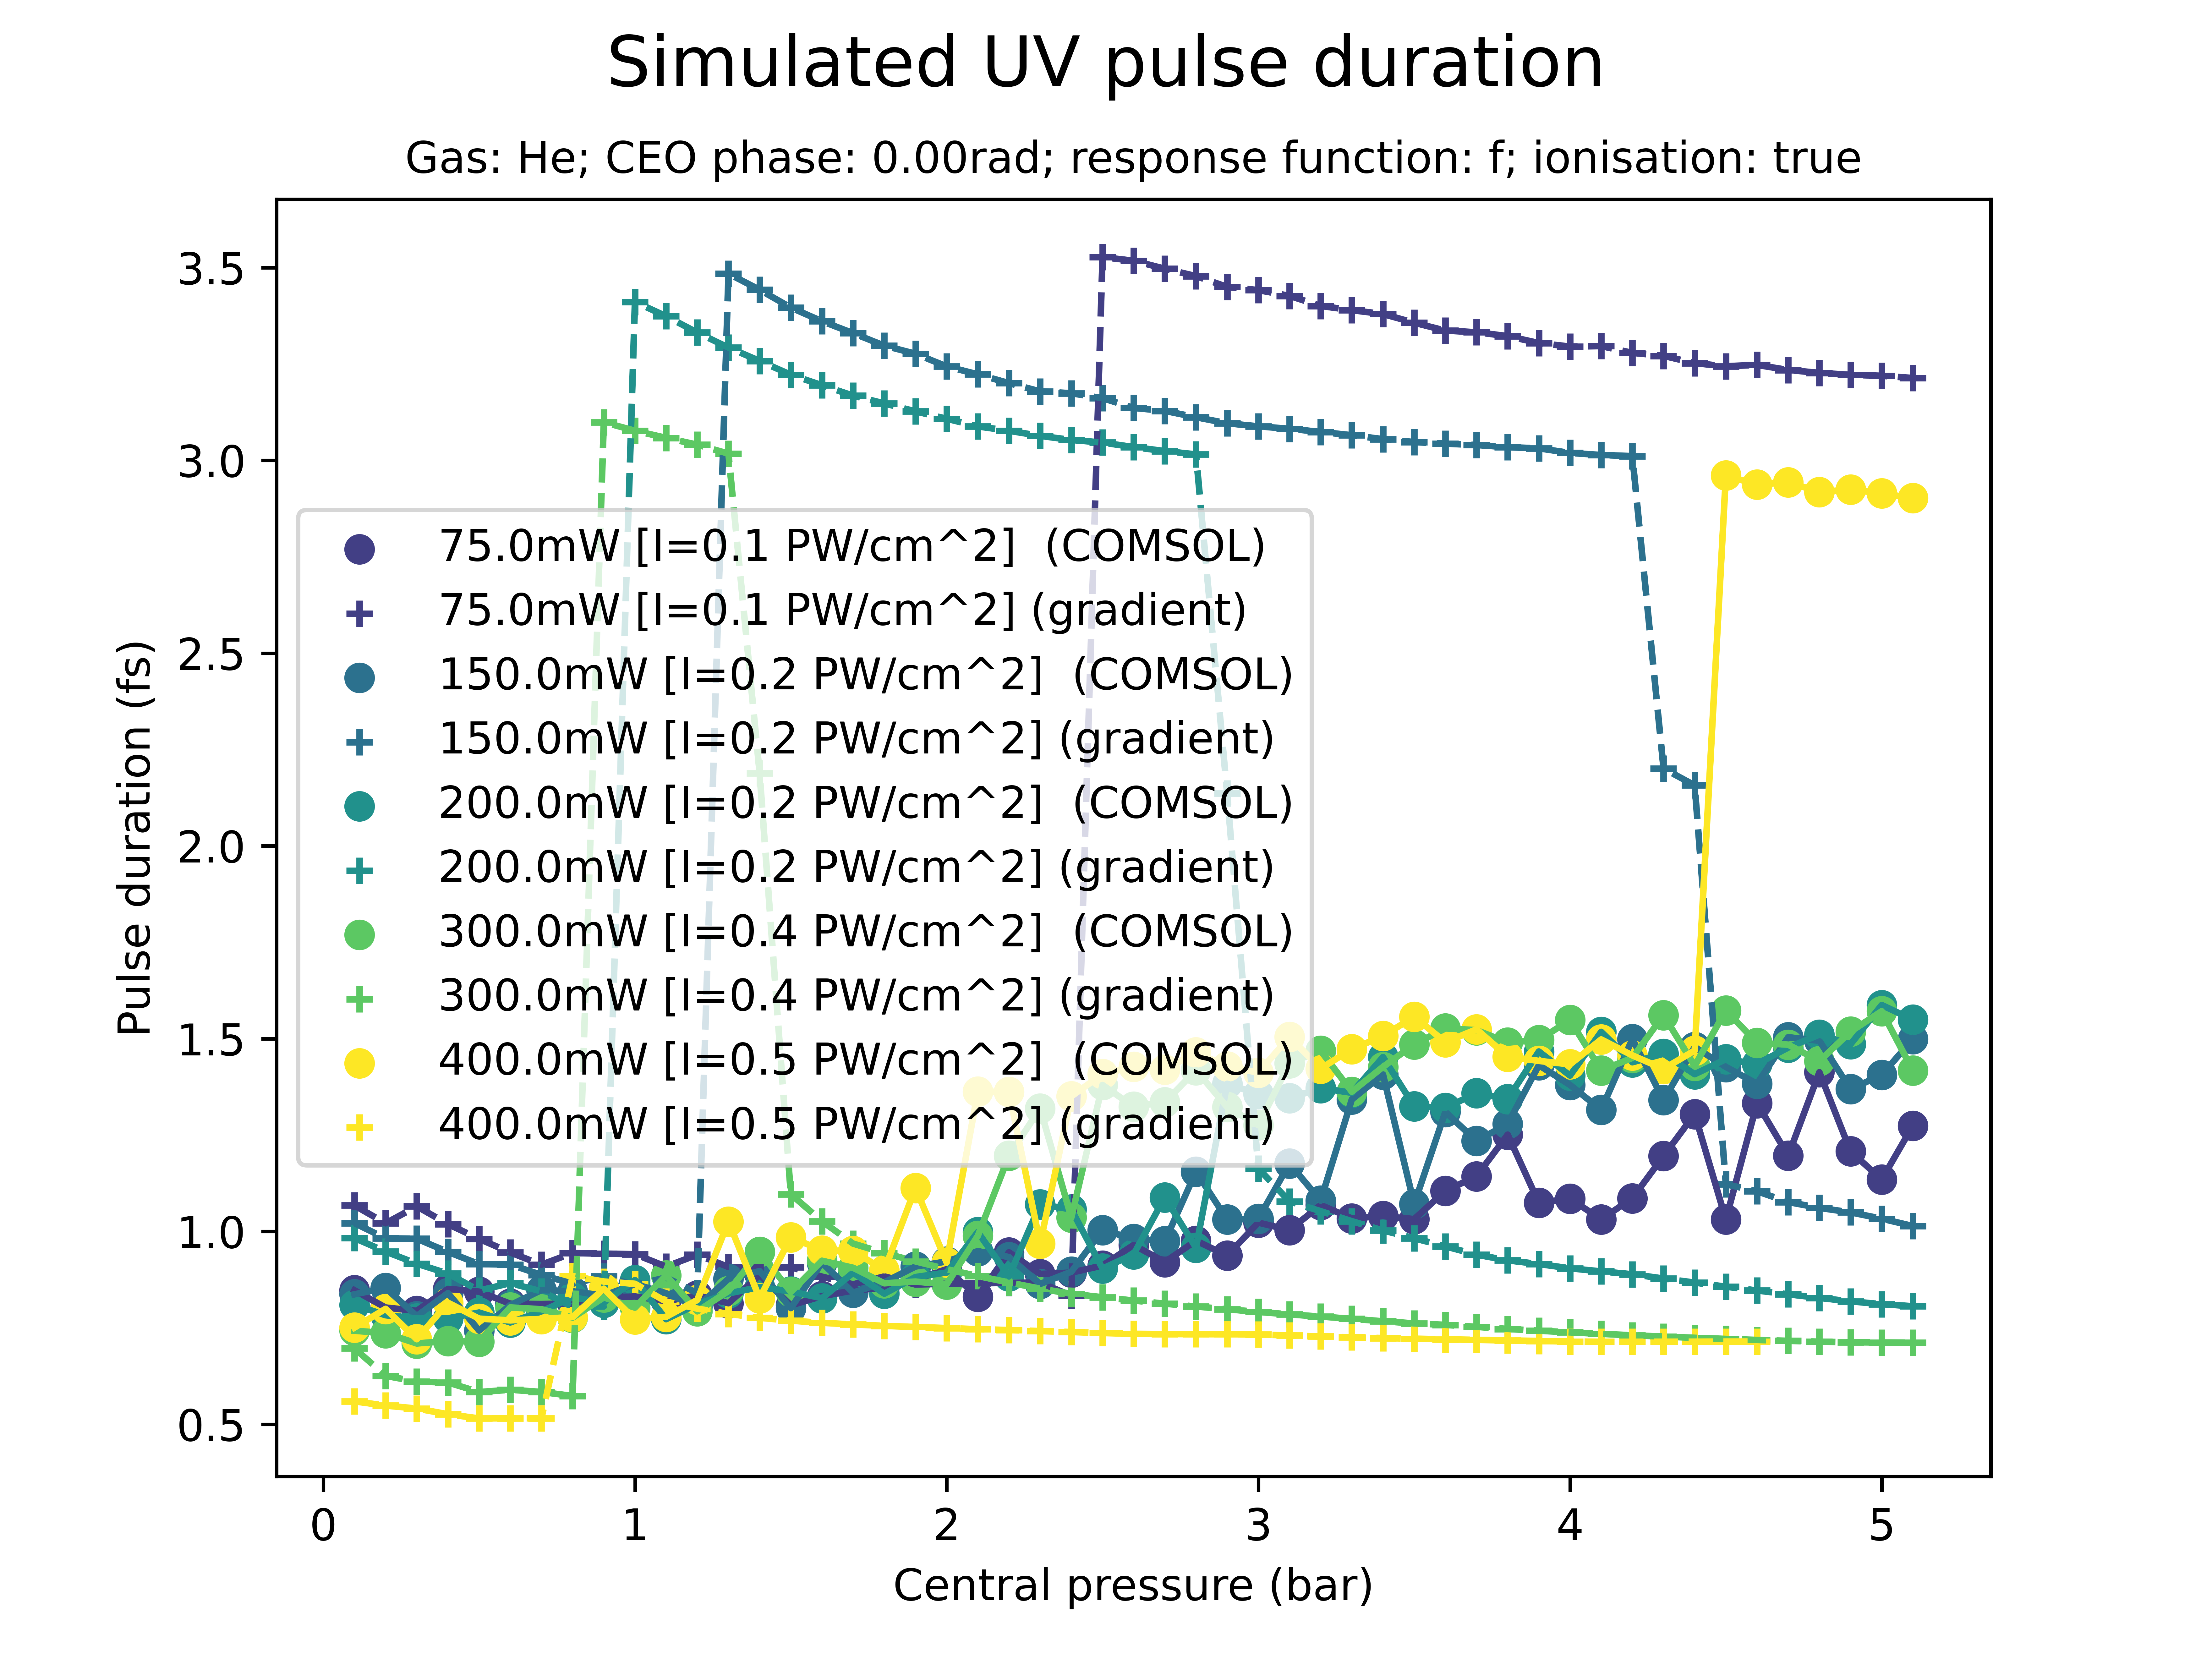 Simulated UV pulse duration
Gas: He; CEO phase: 0.00rad; response function: f; ionisation: true
3.5
3.0
2.5
2.0
1.5
1.0
0.5
Pulse duration (fs)
75.0mW [I=0.1 PW/cm^2]  (COMSOL)
75.0mW [I=0.1 PW/cm^2] (gradient)
150.0mW [I=0.2 PW/cm^2]  (COMSOL)
150.0mW [I=0.2 PW/cm^2] (gradient)
200.0mW [I=0.2 PW/cm^2]  (COMSOL)
200.0mW [I=0.2 PW/cm^2] (gradient)
300.0mW [I=0.4 PW/cm^2]  (COMSOL)
300.0mW [I=0.4 PW/cm^2] (gradient)
400.0mW [I=0.5 PW/cm^2]  (COMSOL)
400.0mW [I=0.5 PW/cm^2] (gradient)
0 1 2 3 4 5
Central pressure (bar)